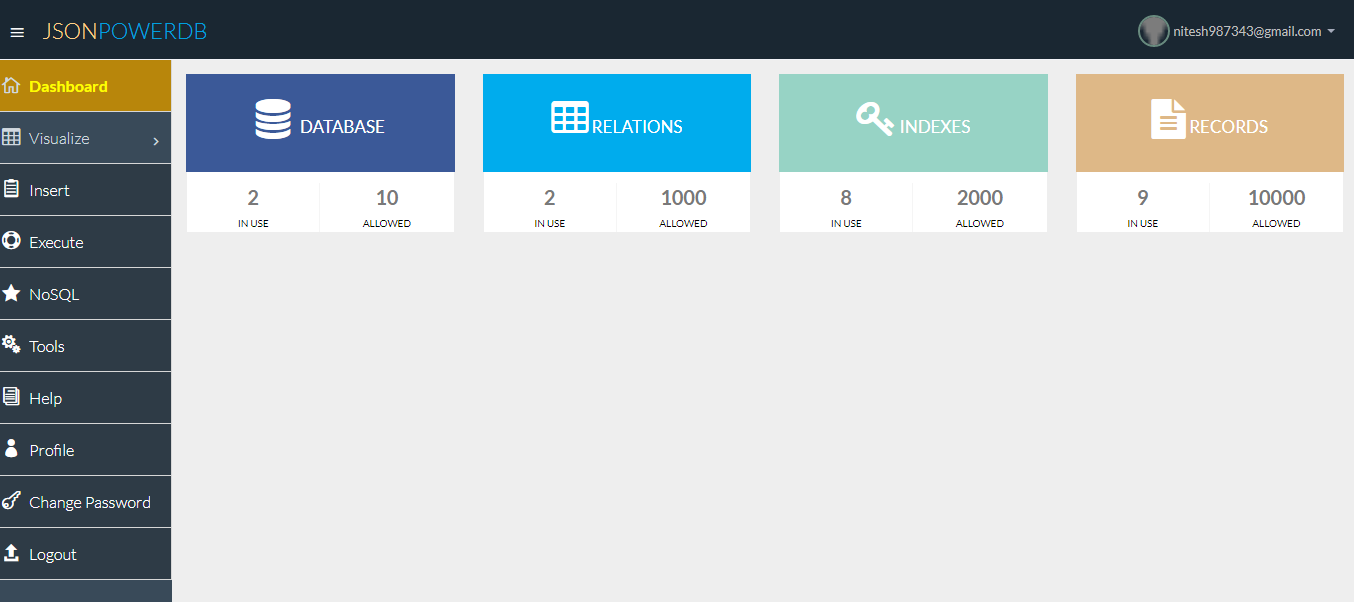 JSONPOWERDB
nitesh987343@gmail.com
Dashboard
Visualize
Insert
Execute
NoSQL
Tools
Help
Profile
Change Password
Logout
DATABASE
2 10
IN USE ALLOWED
RELATIONS
2 1000
IN USE ALLOWED
INDEXES
8 2000
IN USE ALLOWED
RECORDS
9 10000
IN USE ALLOWED